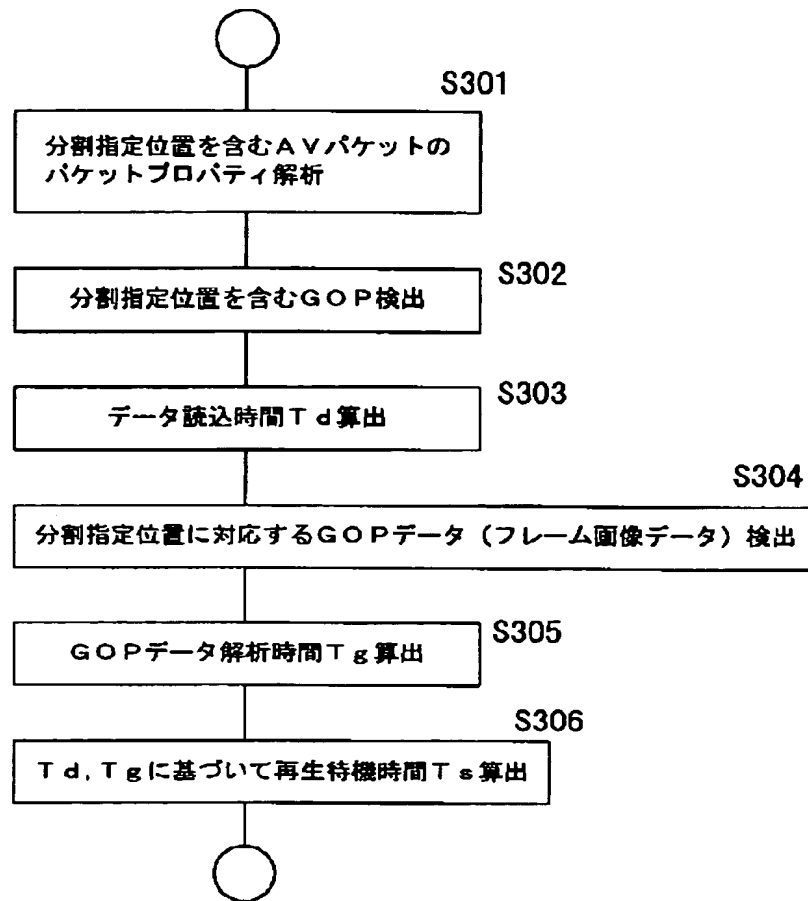 S301
分割指定位置を含むAVパケットの
パケットプロパティ解析
S302
分割指定位置を含むGOP検出
S303
データ読込時間Td算出
S304
分割指定位置に対応するGOPデータ(フレーム画像データ)検出
S305
GOPデータ解析時間Tg算出
S306
Td,Tgに基づいて再生待機時間Ts算出